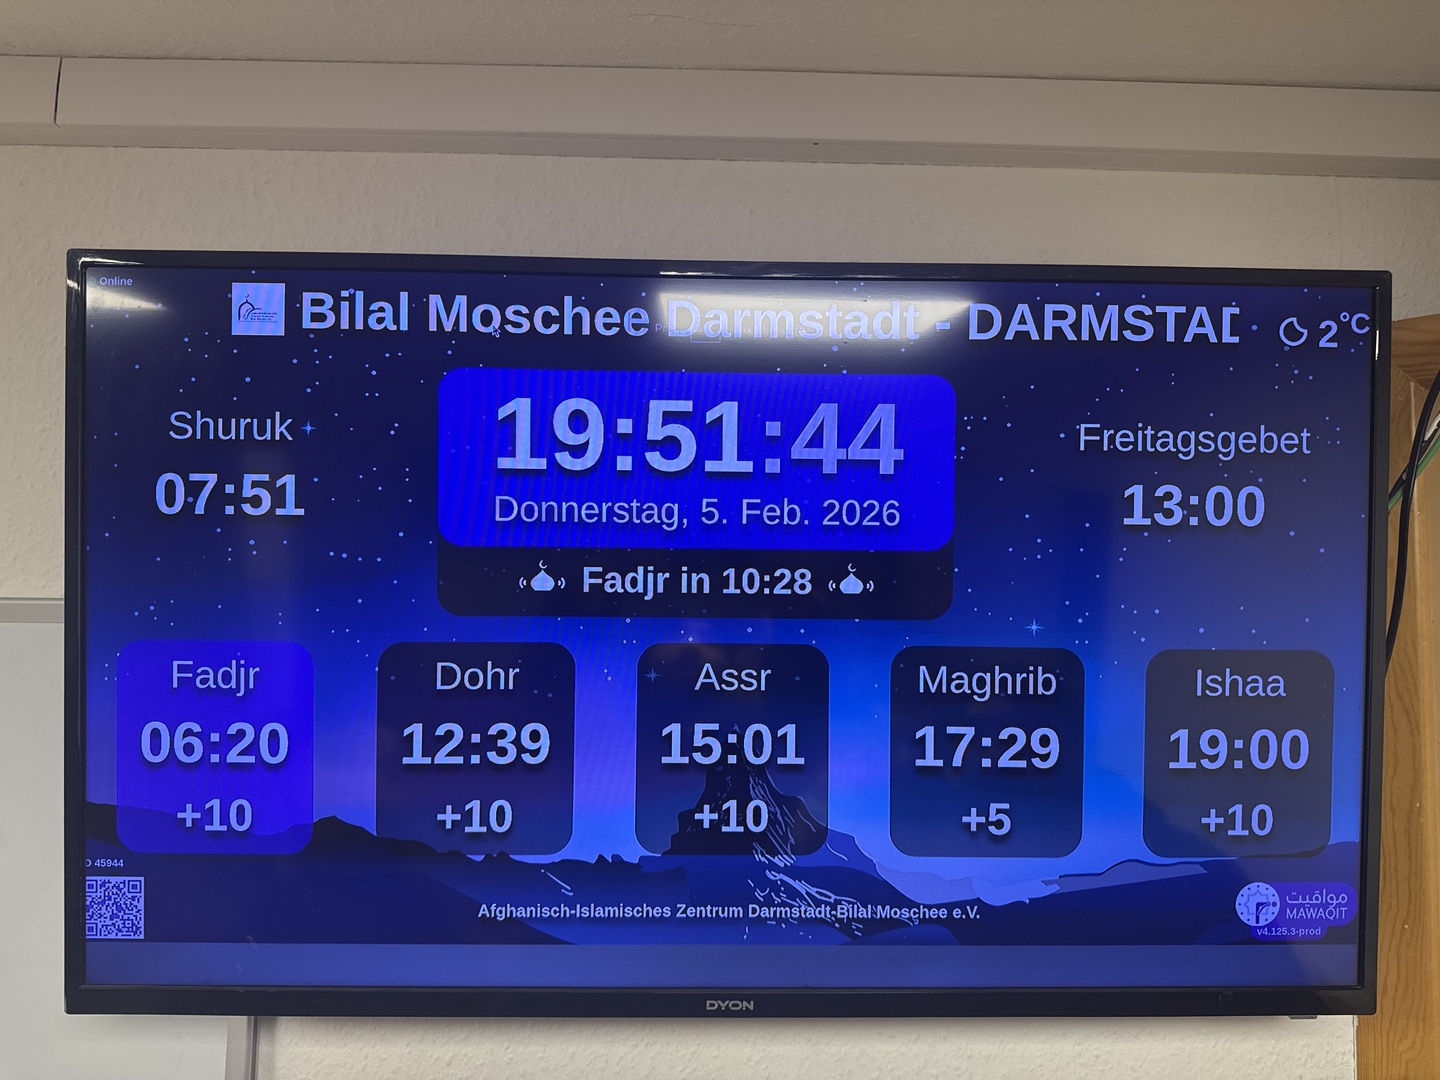 Online
Bilal Moschee Darmstadt - DARMSTAD
2°C
Shuruk
07:51
19:51:44
Donnerstag, 5. Feb. 2026
Fadjr in 10:28
Freitagsgebet
13:00
Fadjr
06:20
+10
Dohr
12:39
+10
Assr
15:01
+10
Maghrib
17:29
+5
Ishaa
19:00
+10
ID 45944
Afghanisch-Islamisches Zentrum Darmstadt-Bilal Moschee e.V.
مواقيت
MAWAQIT
v4.125.3-prod
DYON